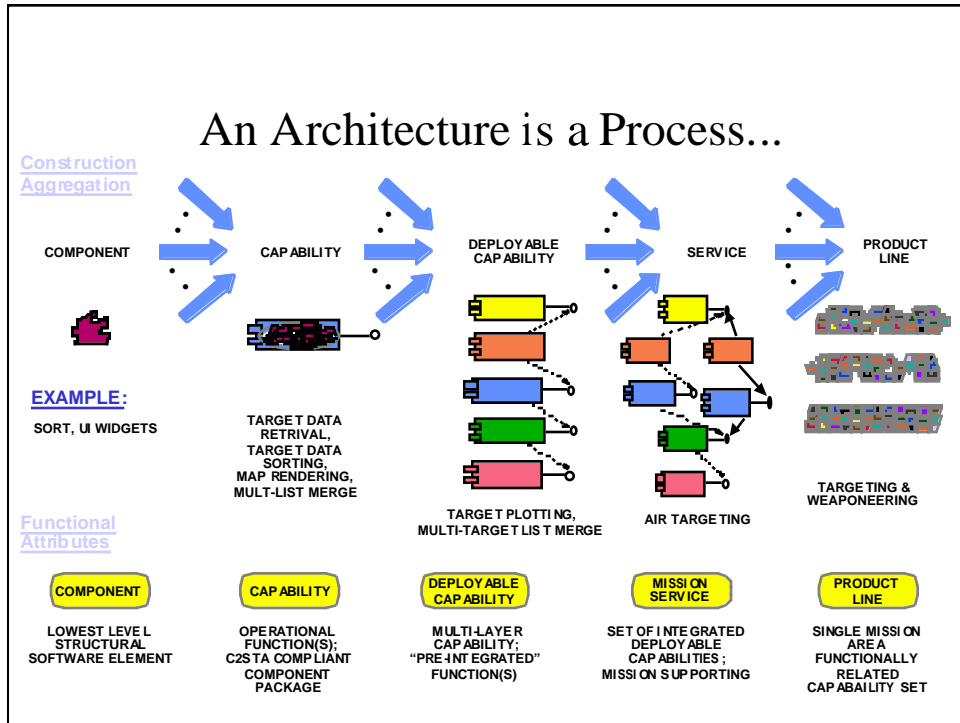 An Architecture is a Process...
Construction
Aggregation
COMPONENT
CAPABILITY
DEPLOYABLE
CAPABILITY
SERVICE
PRODUCT
LINE
EXAMPLE:
SORT, UI WIDGETS
TARGET DATA
RETRIVAL,
TARGET DATA
SORTING,
MAP RENDERING,
MULT-LIST MERGE
TARGET PLOTTING,
MULTI-TARGET LIST MERGE
AIR TARGETING
TARGETING &
WEAPONEERING
Functional
Attributes
COMPONENT
CAPABILITY
DEPLOYABLE
CAPABILITY
MISSION
SERVICE
PRODUCT
LINE
LOWEST LEVEL
STRUCTURAL
SOFTWARE ELEMENT
OPERATIONAL
FUNCTION(S);
C2STA COMPLIANT
COMPONENT
PACKAGE
MULTI-LAYER
CAPABILITY;
“PRE-INTEGRATED”
FUNCTION(S)
SET OF INTEGRATED
DEPLOYABLE
CAPABILITIES;
MISSION SUPPORTING
SINGLE MISSION
AREA
FUNCTIONALLY
RELATED
CAPABAILITY SET